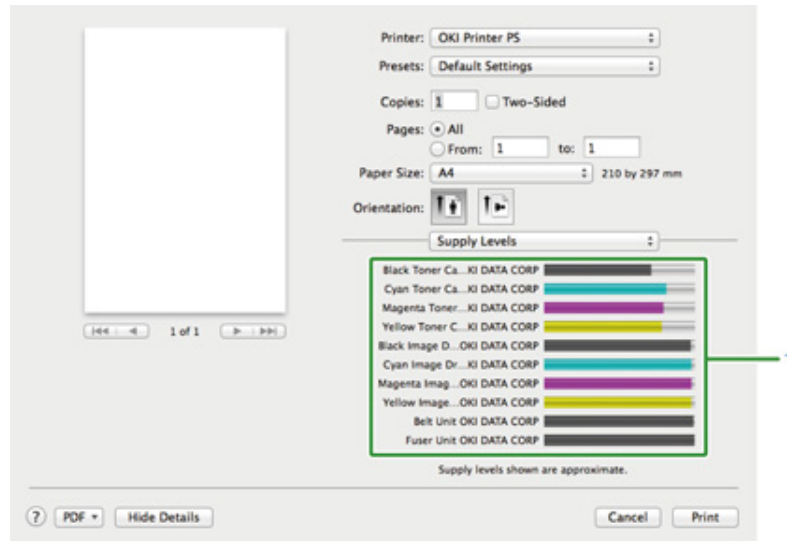 Printer: OKI Printer PS
Presets: Default Settings
Copies: 1 Two-Sided
Pages: All
From: 1 to: 1
Paper Size: A4 210 by 297 mm
Orientation:
Supply Levels
Black Toner Ca...KI DATA CORP
Cyan Toner Ca...KI DATA CORP
Magenta Toner...KI DATA CORP
Yellow Toner C...KI DATA CORP
Black Image D...OKI DATA CORP
Cyan Image Dr...KI DATA CORP
Magenta Imag...OKI DATA CORP
Yellow Image...OKI DATA CORP
Belt Unit OKI DATA CORP
Fuser Unit OKI DATA CORP
1 of 1
Supply levels shown are approximate.
? PDF Hide Details Cancel Print